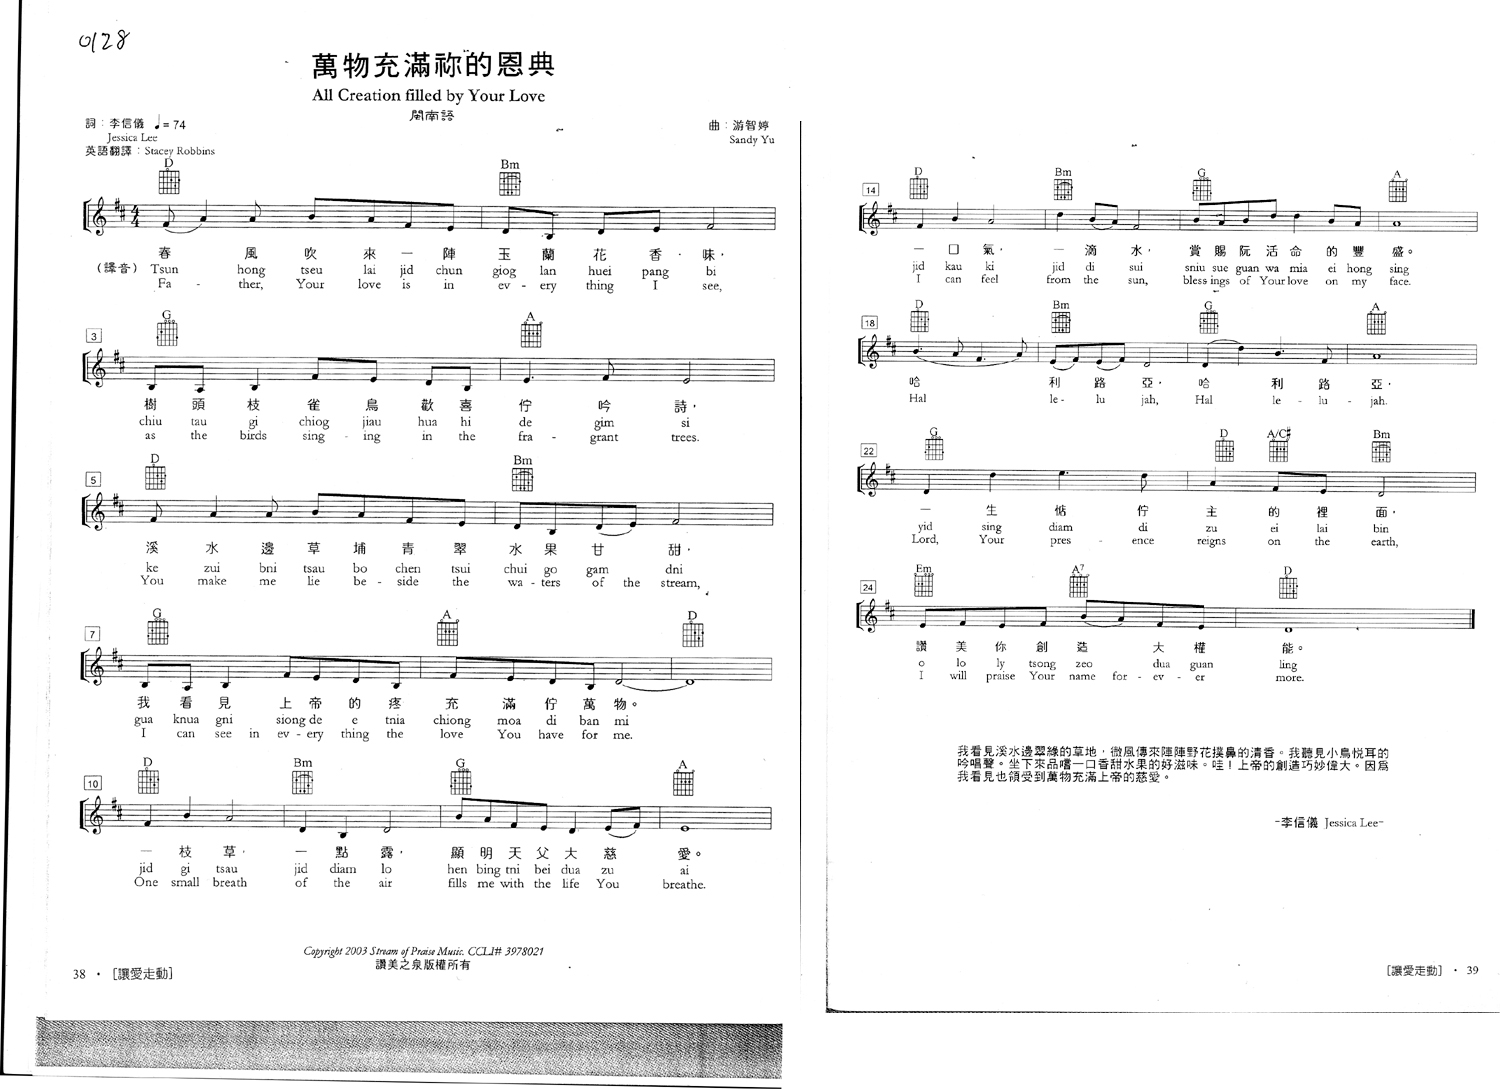 0128
萬物充滿祢的恩典
All Creation filled by Your Love
閩南語
詞：李信儀 ♩= 74
Jessica Lee
英語翻譯：Stacey Robbins
曲：游智婷
Sandy Yu
D Bm
4 4
春 風 吹 來 一 陣 玉 蘭 花 香 味，
(譯音) Tsun hong tseu lai jid chun giog lan huei pang bi
Fa - ther, Your love is in ev - ery thing I see,
3
G A
樹 頭 枝 雀 鳥 歡 喜 佇 吟 詩，
chiu tau gi chiog jiau hua hi de gim si
as the birds sing - ing in the fra - grant trees.
5
D Bm
溪 水 邊 草 埔 青 翠 水 果 甘 甜，
ke zui bni tsau bo chen tsui chui go gam dni
You make me lie be - side the wa - ters of the stream,
7
G A D
我 看 見 上 帝 的 疼 充 滿 佇 萬 物。
gua knua gni siong de e tnia chiong moa di ban mi
I can see in ev - ery thing the love You have for me.
10
D Bm G A
一 枝 草， 一 點 露， 顯 明 天 父 大 慈 愛。
jid gi tsau jid diam lo hen bing tni bei dua zu ai
One small breath of the air fills me with the life You breathe.
Copyright 2003 Stream of Praise Music. CCLI# 3978021
讚美之泉版權所有
38 • [讓愛走動]
14
D Bm G A
一 口 氣， 一 滴 水， 賞 賜 阮 活 命 的 豐 盛。
jid kau ki jid di sui sniu sue guan wa mia ei hong sing
I can feel from the sun, bless ings of Your love on my face.
18
D Bm G A
哈 利 路 亞， 哈 利 路 亞，
Hal le - lu jah, Hal le - lu - jah.
22
G D A/C# Bm
一 生 惦 佇 主 的 裡 面，
yid sing diam di zu ei lai bin
Lord, Your pres - ence reigns on the earth,
24
Em A7 D
讚 美 你 創 造 大 權 能。
o lo ly tsong zeo dua guan ling
I will praise Your name for - ev - er more.
我看見溪水邊翠綠的草地，微風傳來陣陣野花撲鼻的清香。我聽見小鳥悅耳的
吟唱聲。坐下來品嚐一口香甜水果的好滋味。哇！上帝的創造巧妙偉大。因為
我看見也領受到萬物充滿上帝的慈愛。
-李信儀 Jessica Lee-
[讓愛走動] • 39